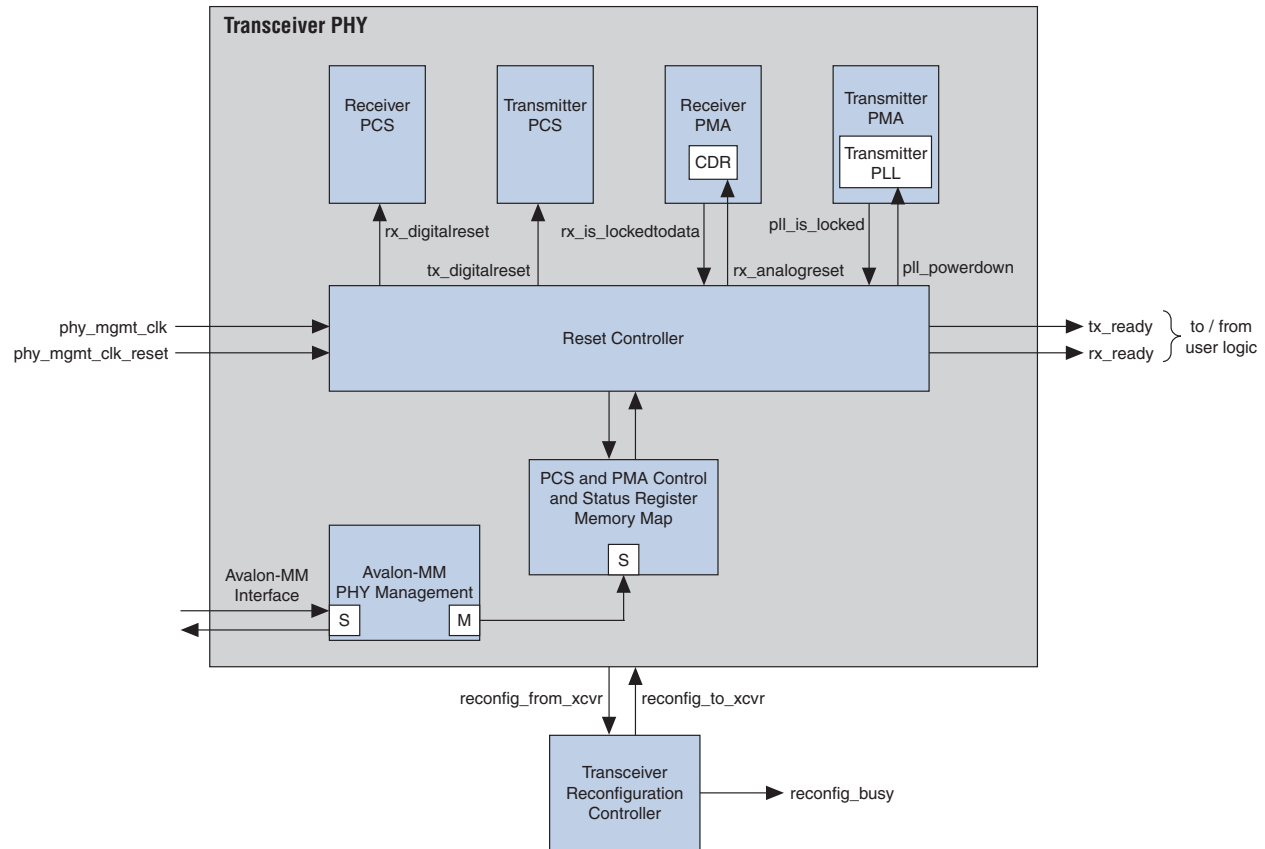 Transceiver PHY
Receiver
PCS
Transmitter
PCS
Receiver
PMA
CDR
Transmitter
PMA
Transmitter
PLL
rx_digitalreset
tx_digitalreset
rx_is_lockedtodata
rx_analogreset
pll_is_locked
pll_powerdown
phy_mgmt_clk
phy_mgmt_clk_reset
Reset Controller
tx_ready
rx_ready
to / from
user logic
PCS and PMA Control
and Status Register
Memory Map
S
Avalon-MM
Interface
Avalon-MM
PHY Management
S
M
reconfig_from_xcvr
reconfig_to_xcvr
Transceiver
Reconfiguration
Controller
reconfig_busy